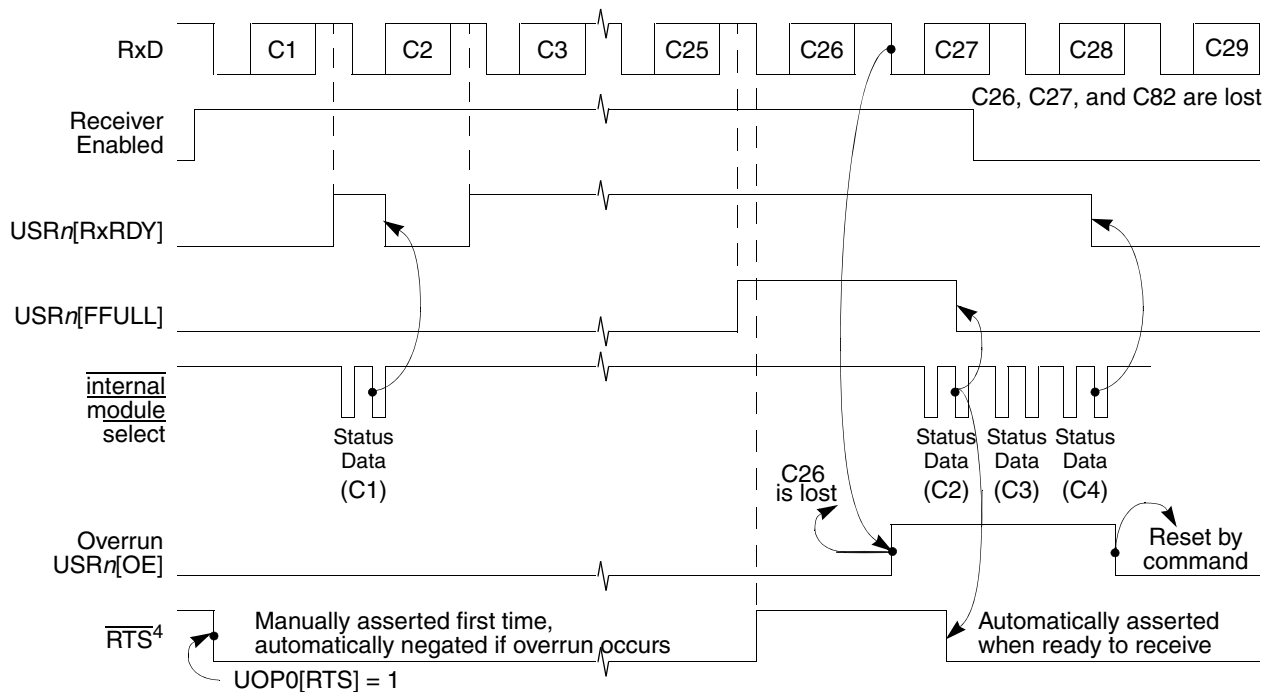 RxD
C1
C2
C3
C25
C26
C27
C28
C29
C26, C27, and C82 are lost
Receiver
Enabled
USRn[RxRDY]
USRn[FFULL]
internal
module
select
Status
Data
(C1)
Status
Data
(C2)
Status
Data
(C3)
Status
Data
(C4)
C26
is lost
Overrun
USRn[OE]
Reset by
command
RTS4
Manually asserted first time,
automatically negated if overrun occurs
Automatically asserted
when ready to receive
UOP0[RTS] = 1